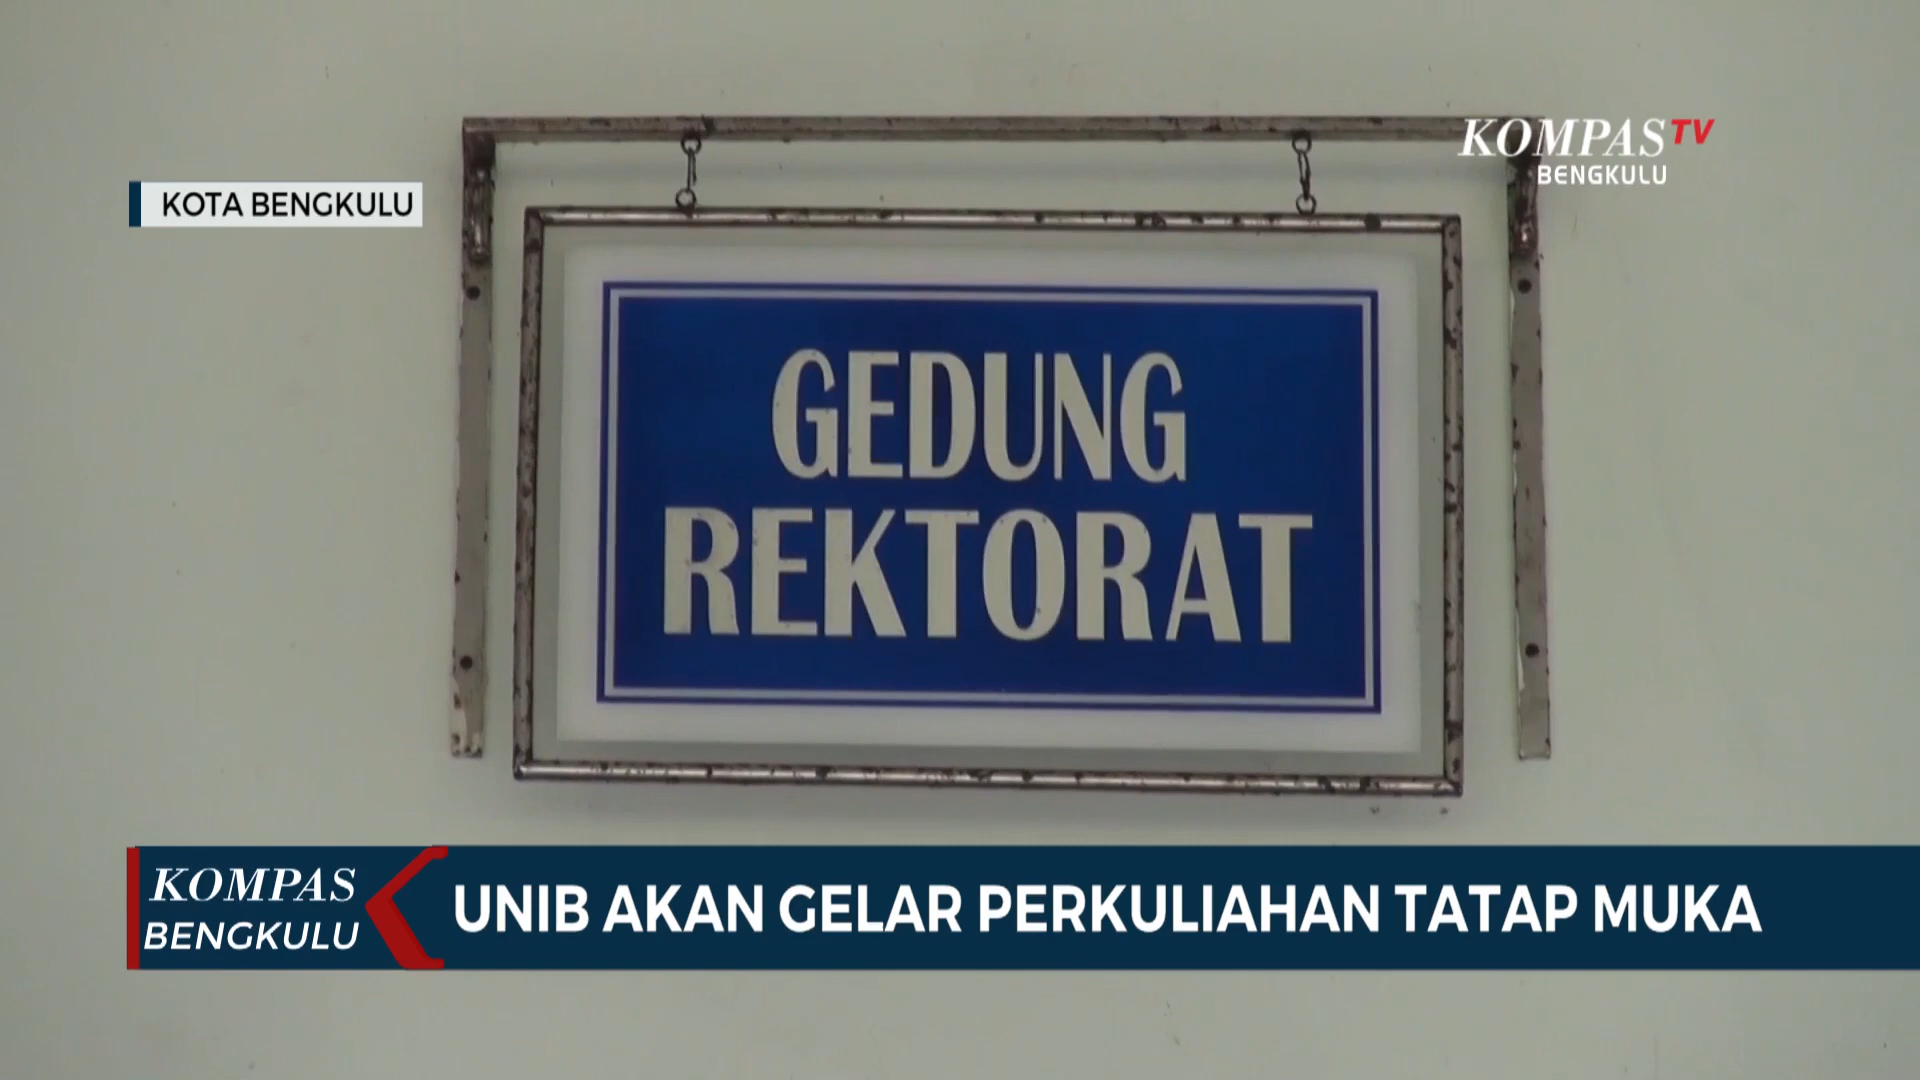 KOMPAS TV
BENGKULU
KOTA BENGKULU
GEDUNG
REKTORAT
KOMPAS
BENGKULU
UNIB AKAN GELAR PERKULIAHAN TATAP MUKA